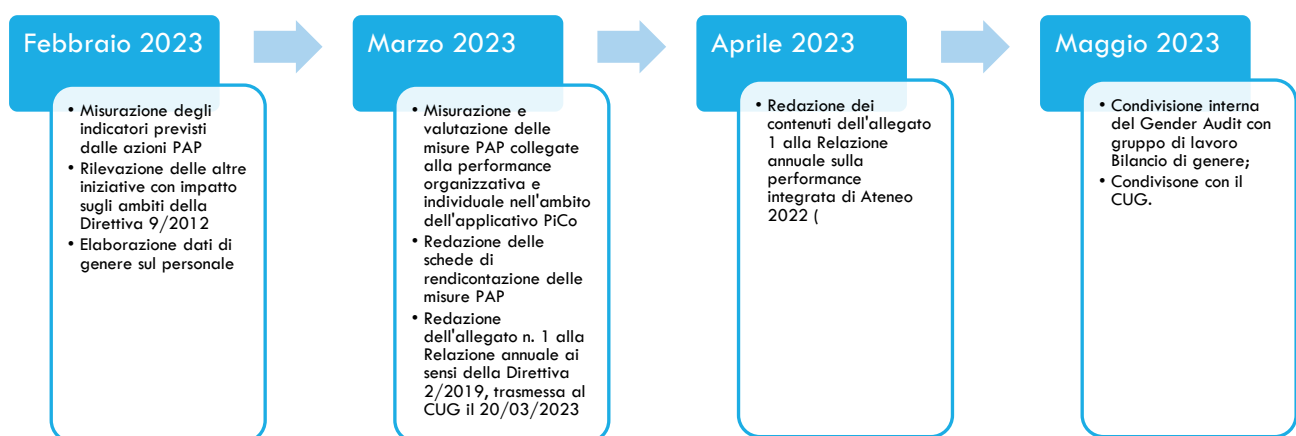 Febbraio 2023
• Misurazione degli
indicatori previsti
dalle azioni PAP
• Rilevazione delle altre
iniziative con impatto
sugli ambiti della
Direttiva 9/2012
• Elaborazione dati di
genere sul personale
Marzo 2023
• Misurazione e
valutazione delle
misure PAP collegate
alla performance
organizzativa e
individuale nell'ambito
dell'applicativo PiCo
• Redazione delle
schede di
rendicontazione delle
misure PAP
• Redazione
dell'allegato n. 1 alla
Relazione annuale ai
sensi della Direttiva
2/2019, trasmessa al
CUG il 20/03/2023
Aprile 2023
• Redazione dei
contenuti dell'allegato
1 alla Relazione
annuale sulla
performance
integrata di Ateneo
2022 (
Maggio 2023
• Condivisione interna
del Gender Audit con
gruppo di lavoro
Bilancio di genere;
• Condivisone con il
CUG.